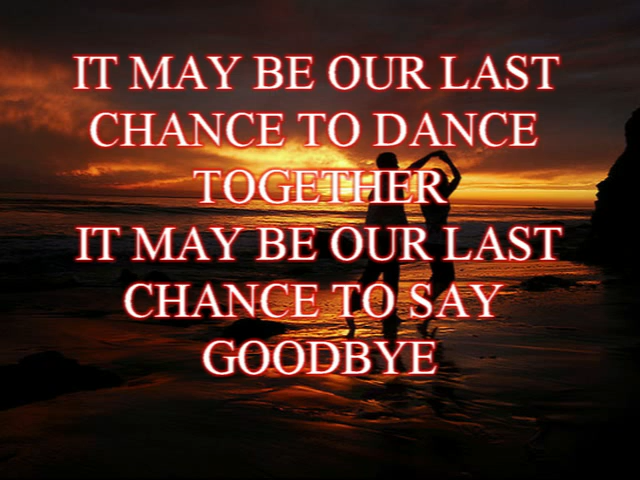 IT MAY BE OUR LAST
CHANCE TO DANCE
TOGETHER
IT MAY BE OUR LAST
CHANCE TO SAY
GOODBYE